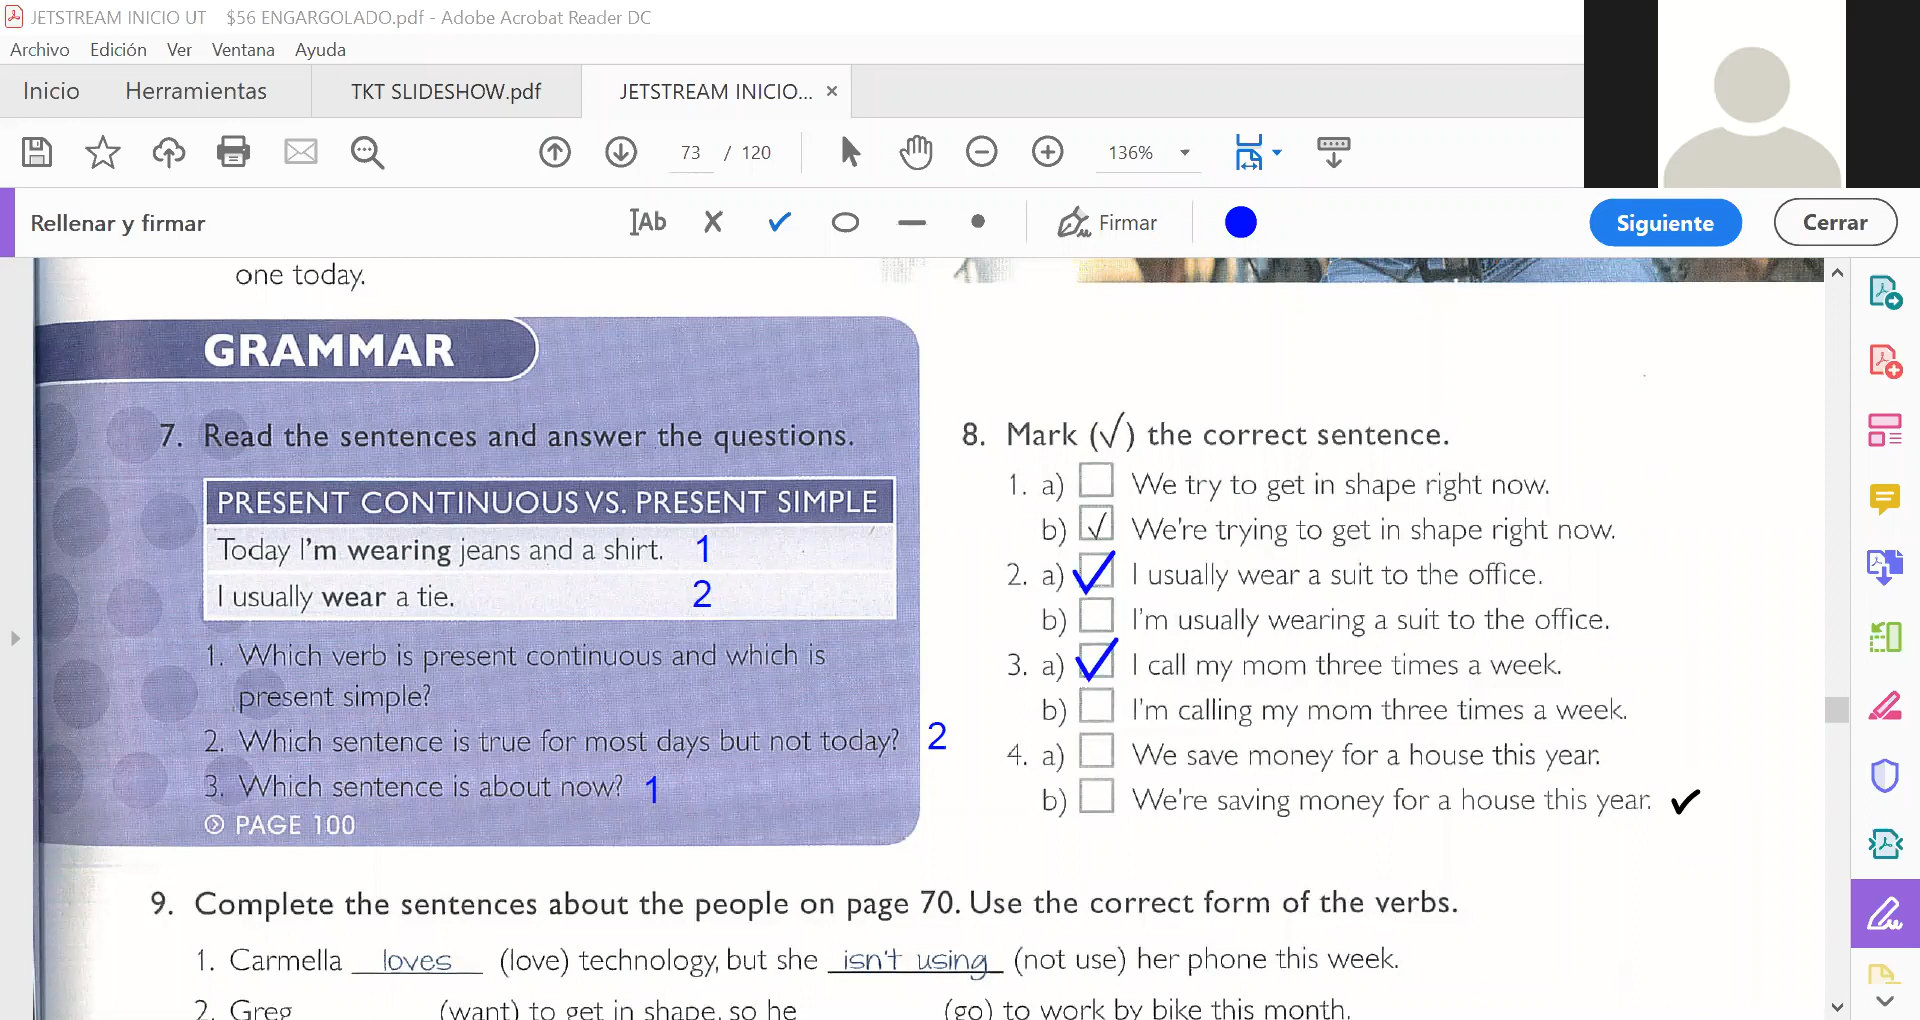 JETSTREAM INICIO UT $56 ENGARGOLADO.pdf - Adobe Acrobat Reader DC
Archivo Edición Ver Ventana Ayuda
Inicio Herramientas TKT SLIDESHOW.pdf JETSTREAM INICIO... ×
73 / 120 136%
Rellenar y firmar Ab Firmar Siguiente Cerrar
one today.
GRAMMAR
7. Read the sentences and answer the questions.
PRESENT CONTINUOUS VS. PRESENT SIMPLE
Today I'm wearing jeans and a shirt. 1
I usually wear a tie. 2
1. Which verb is present continuous and which is
present simple?
2. Which sentence is true for most days but not today? 2
3. Which sentence is about now? 1
PAGE 100
8. Mark (√) the correct sentence.
1. a) We try to get in shape right now.
b) √ We're trying to get in shape right now.
2. a) ✓ I usually wear a suit to the office.
b) I'm usually wearing a suit to the office.
3. a) ✓ I call my mom three times a week.
b) I'm calling my mom three times a week.
4. a) We save money for a house this year.
b) We're saving money for a house this year. ✓
9. Complete the sentences about the people on page 70. Use the correct form of the verbs.
1. Carmella loves (love) technology, but she isn't using (not use) her phone this week.
2. Greg (want) to get in shape, so he (go) to work by bike this month.